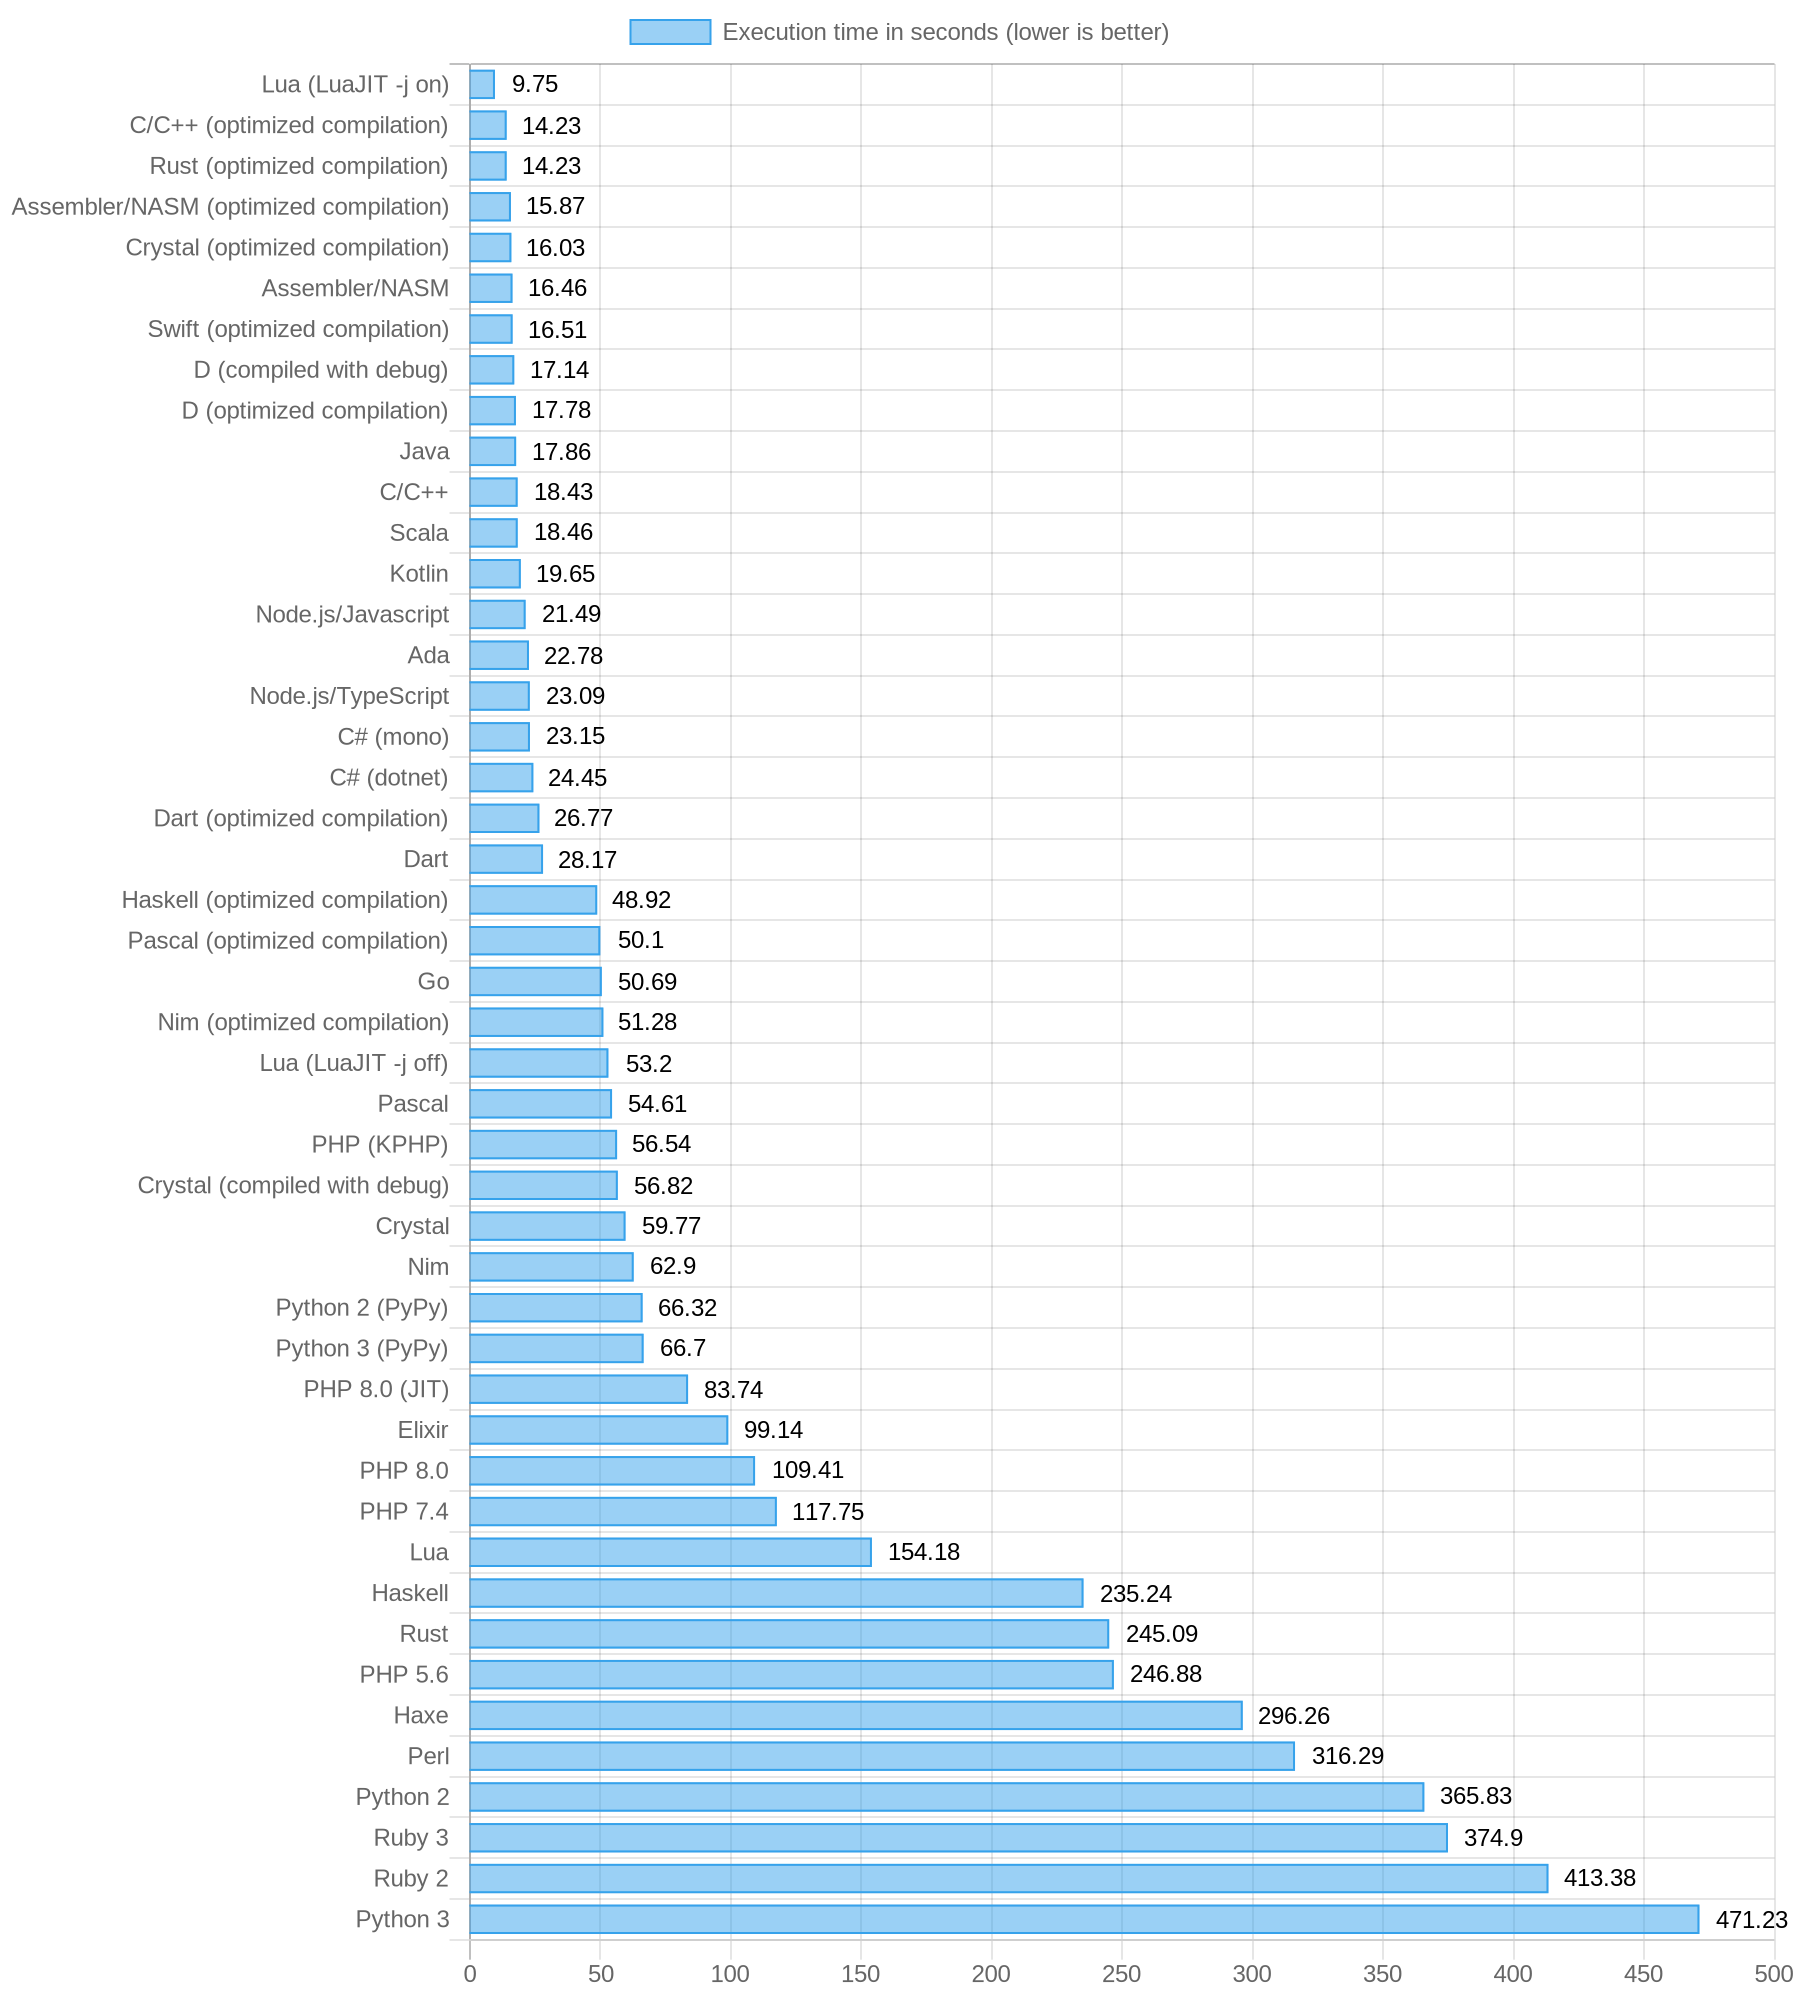 Execution time in seconds (lower is better)
Lua (LuaJIT -j on) 9.75
C/C++ (optimized compilation) 14.23
Rust (optimized compilation) 14.23
Assembler/NASM (optimized compilation) 15.87
Crystal (optimized compilation) 16.03
Assembler/NASM 16.46
Swift (optimized compilation) 16.51
D (compiled with debug) 17.14
D (optimized compilation) 17.78
Java 17.86
C/C++ 18.43
Scala 18.46
Kotlin 19.65
Node.js/Javascript 21.49
Ada 22.78
Node.js/TypeScript 23.09
C# (mono) 23.15
C# (dotnet) 24.45
Dart (optimized compilation) 26.77
Dart 28.17
Haskell (optimized compilation) 48.92
Pascal (optimized compilation) 50.1
Go 50.69
Nim (optimized compilation) 51.28
Lua (LuaJIT -j off) 53.2
Pascal 54.61
PHP (KPHP) 56.54
Crystal (compiled with debug) 56.82
Crystal 59.77
Nim 62.9
Python 2 (PyPy) 66.32
Python 3 (PyPy) 66.7
PHP 8.0 (JIT) 83.74
Elixir 99.14
PHP 8.0 109.41
PHP 7.4 117.75
Lua 154.18
Haskell 235.24
Rust 245.09
PHP 5.6 246.88
Haxe 296.26
Perl 316.29
Python 2 365.83
Ruby 3 374.9
Ruby 2 413.38
Python 3 471.23
0 50 100 150 200 250 300 350 400 450 500